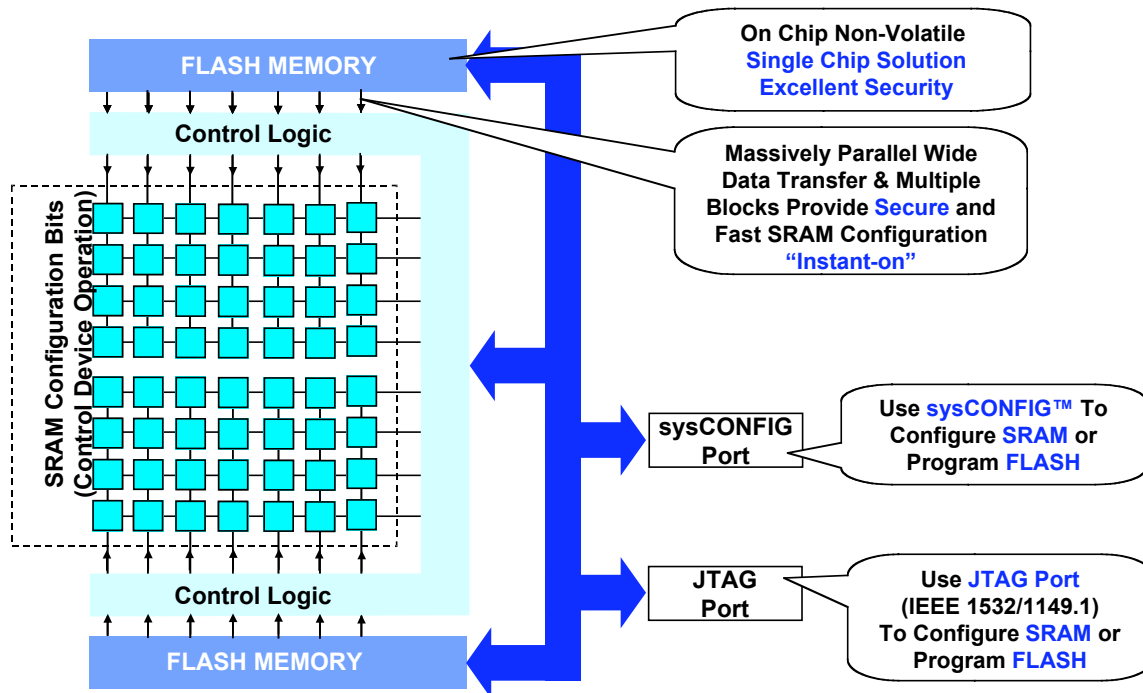 FLASH MEMORY
Control Logic
SRAM Configuration Bits
(Control Device Operation)
Control Logic
FLASH MEMORY
On Chip Non-Volatile
Single Chip Solution
Excellent Security
Massively Parallel Wide
Data Transfer & Multiple
Blocks Provide Secure and
Fast SRAM Configuration
“Instant-on”
sysCONFIG
Port
Use sysCONFIG™ To
Configure SRAM or
Program FLASH
JTAG
Port
Use JTAG Port
(IEEE 1532/1149.1)
To Configure SRAM or
Program FLASH